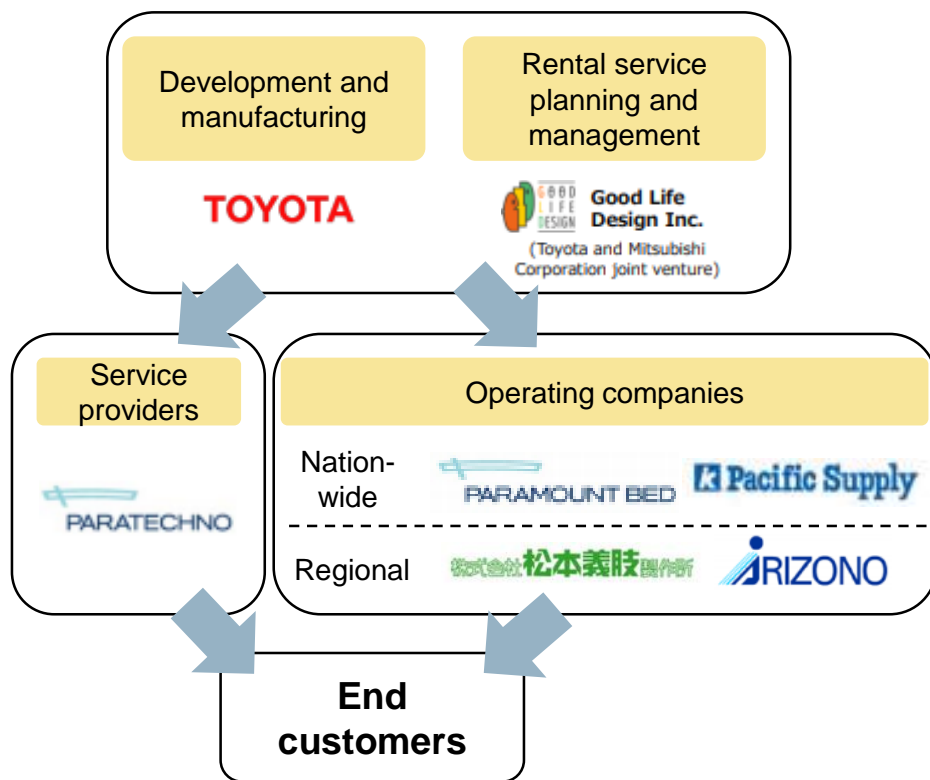 Development and
manufacturing
Rental service
planning and
management
TOYOTA
GOOD
LIFE
DESIGN
Good Life
Design Inc.
(Toyota and Mitsubishi
Corporation joint venture)
Service
providers
PARATECHNO
Operating companies
Nation-
wide
PARAMOUNT BED
Pacific Supply
Regional
株式会社松本義肢製作所
ARIZONO
End
customers